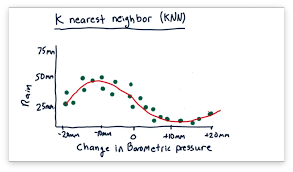 K nearest neighbor (KNN)
75mm
50mm
25mm
Rain
-20mm -10mm 0 +10mm +20mm
Change in Barometric pressure